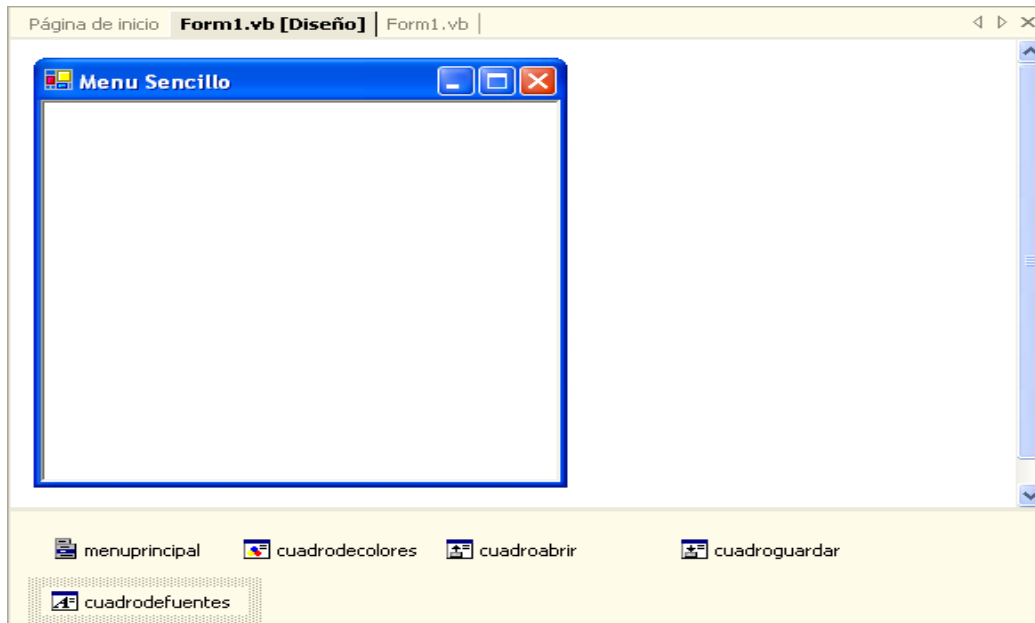 Página de inicio Form1.vb [Diseño] Form1.vb
Menu Sencillo
menuprincipal cuadrodecolores cuadroabrir cuadroguardar
cuadrodefuentes